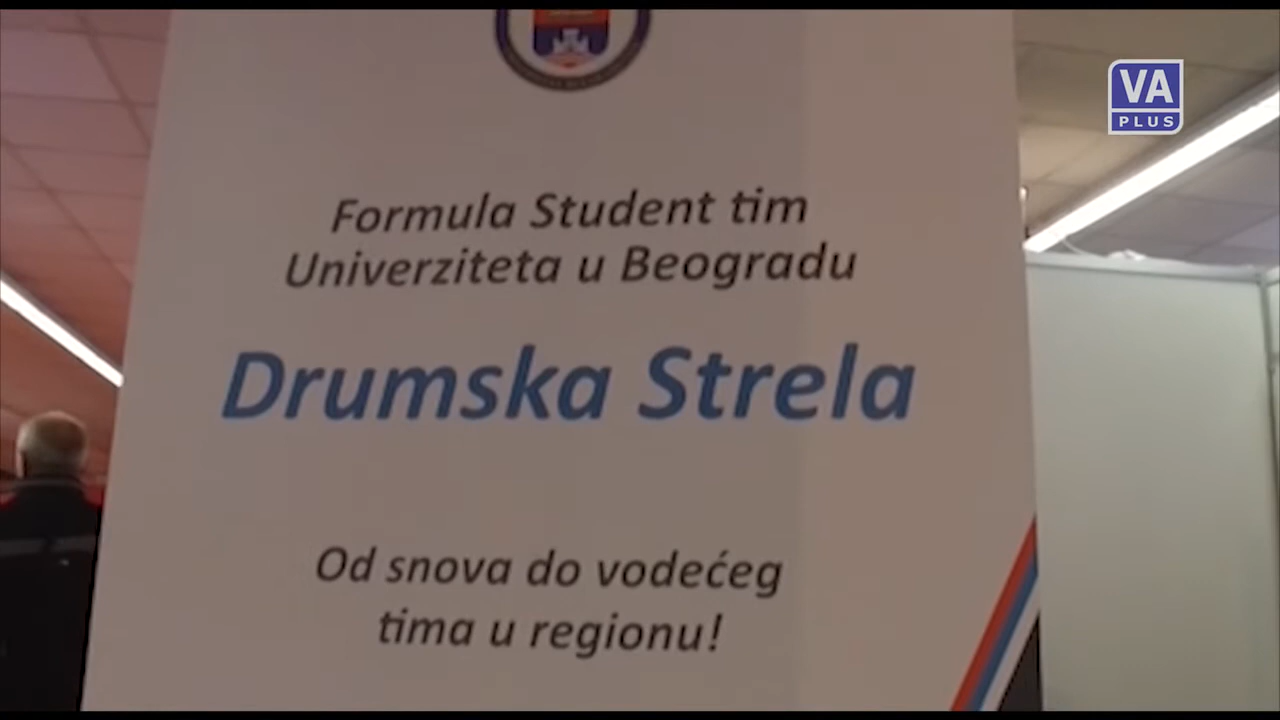 VA
PLUS
Formula Student tim
Univerziteta u Beogradu
Drumska Strela
Od snova do vodećeg
tima u regionu!